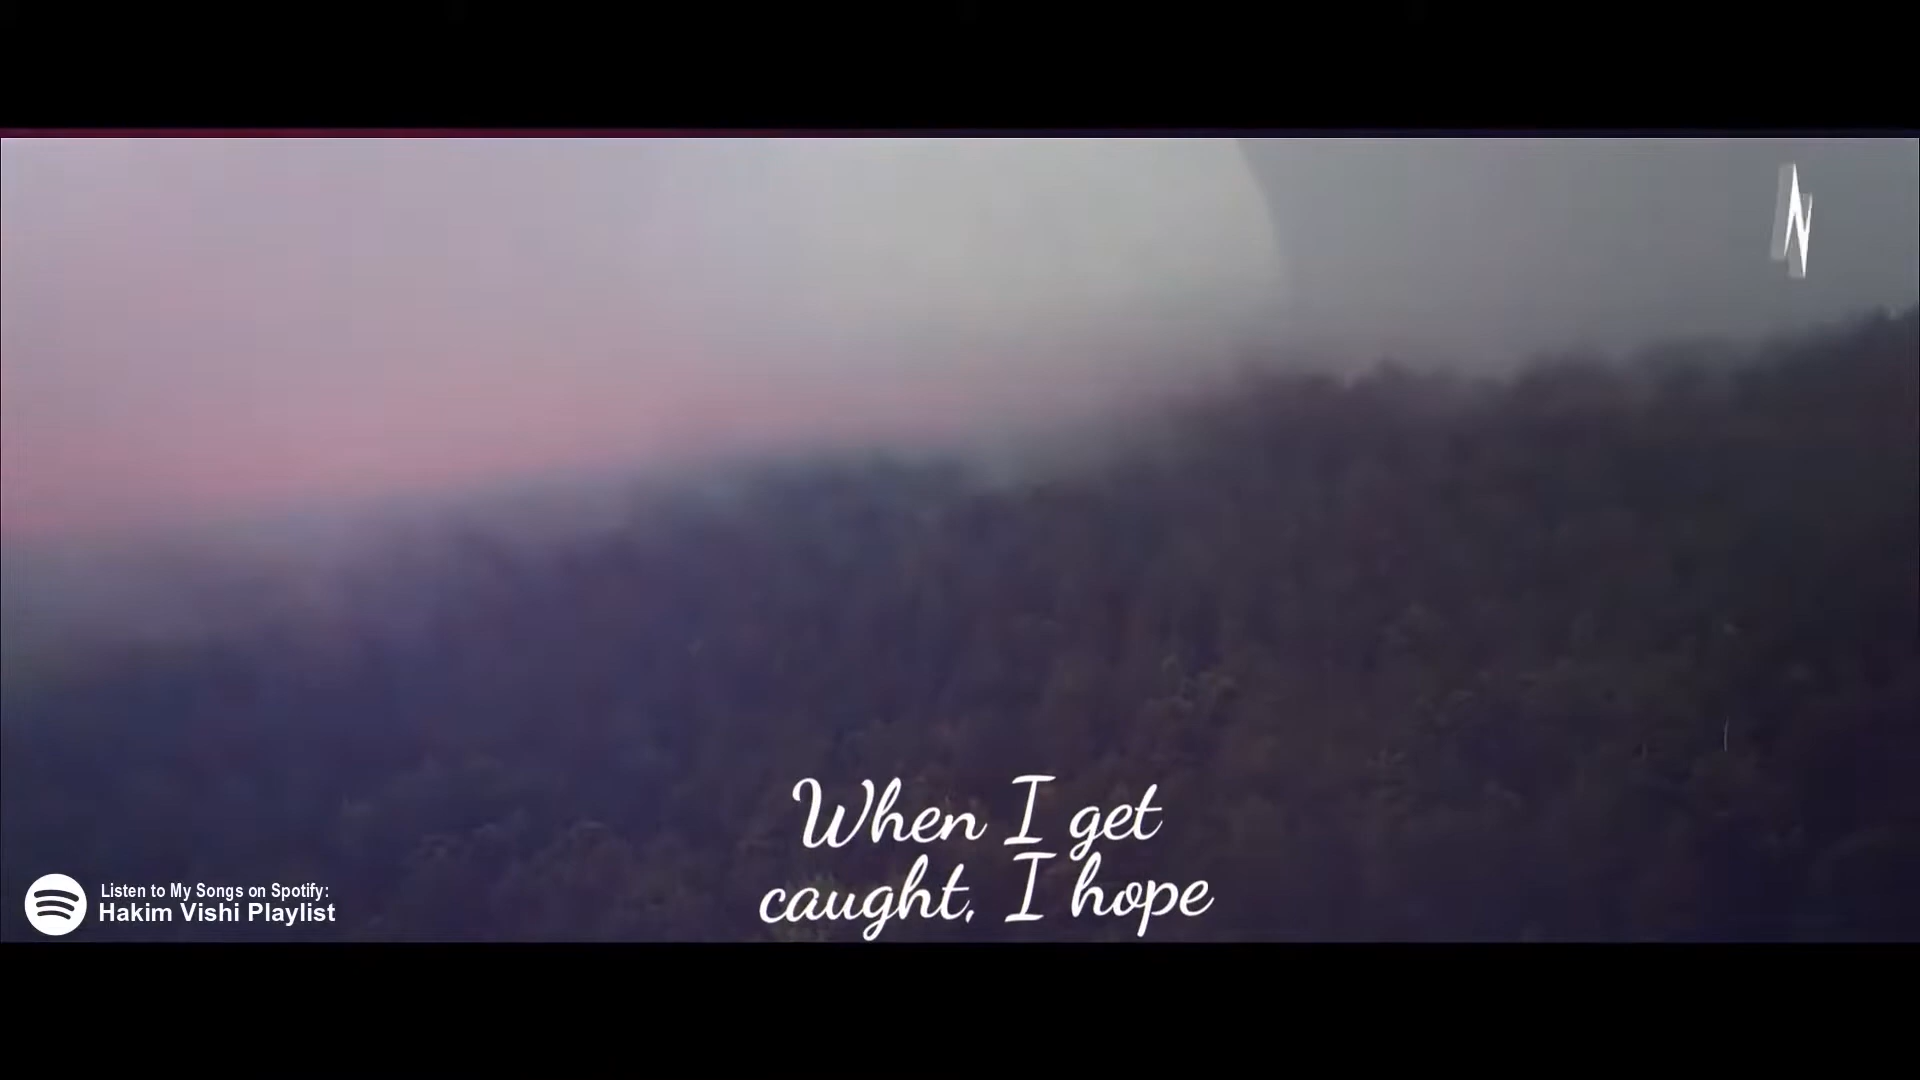 When I get
caught, I hope
Listen to My Songs on Spotify:
Hakim Vishi Playlist